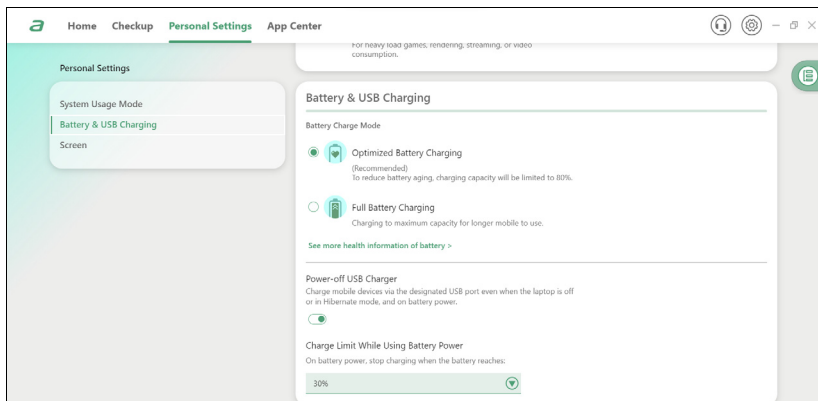 Home Checkup Personal Settings App Center
Personal Settings
System Usage Mode
Battery & USB Charging
Screen
For heavy load games, rendering, streaming, or video
consumption.
Battery & USB Charging
Battery Charge Mode
Optimized Battery Charging
(Recommended)
To reduce battery aging, charging capacity will be limited to 80%.
Full Battery Charging
Charging to maximum capacity for longer mobile to use.
See more health information of battery >
Power-off USB Charger
Charge mobile devices via the designated USB port even when the laptop is off
or in Hibernate mode, and on battery power.
Charge Limit While Using Battery Power
On battery power, stop charging when the battery reaches:
30%